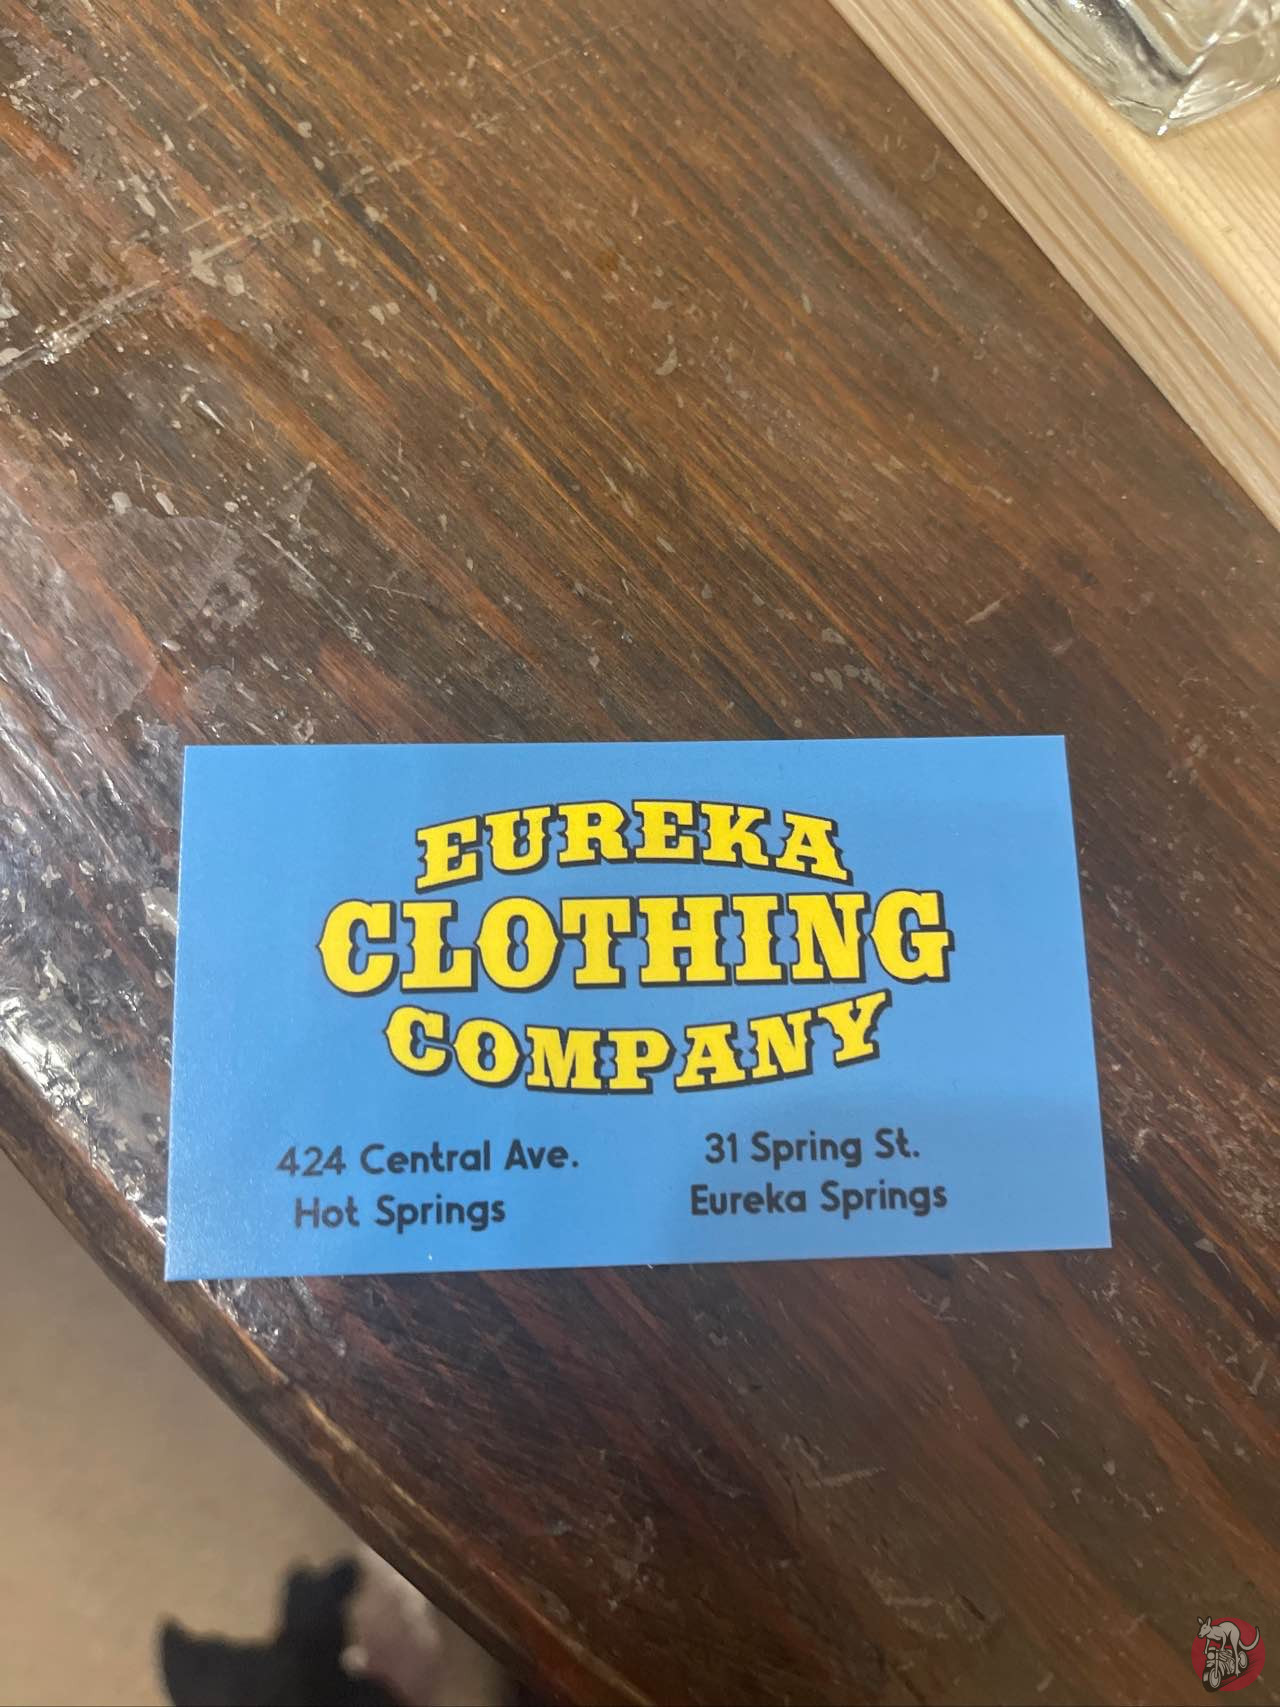 EUREKA
CLOTHING
COMPANY
424 Central Ave.
Hot Springs
31 Spring St.
Eureka Springs